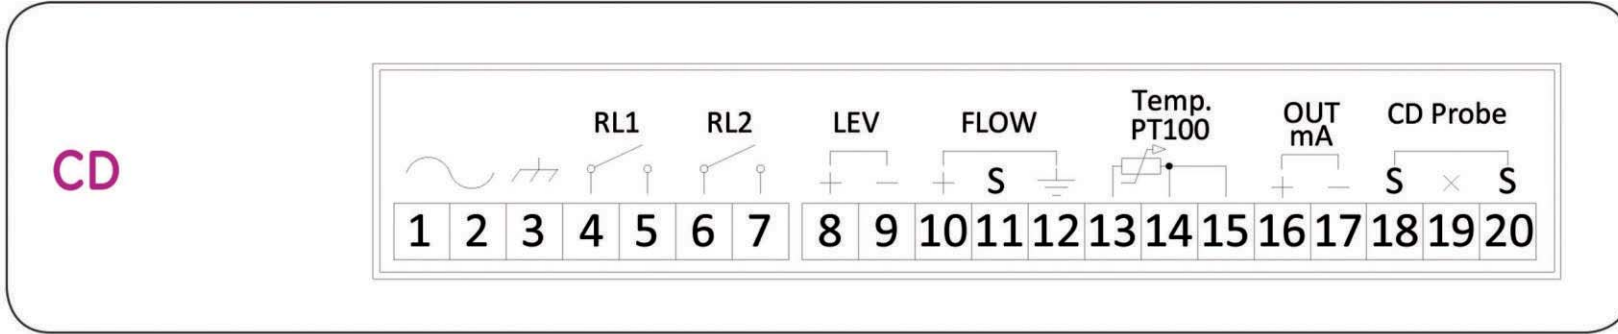 CD
RL1 RL2 LEV FLOW Temp. PT100 OUT mA CD Probe
+ − + S + − S × S
1 2 3 4 5 6 7 8 9 10 11 12 13 14 15 16 17 18 19 20